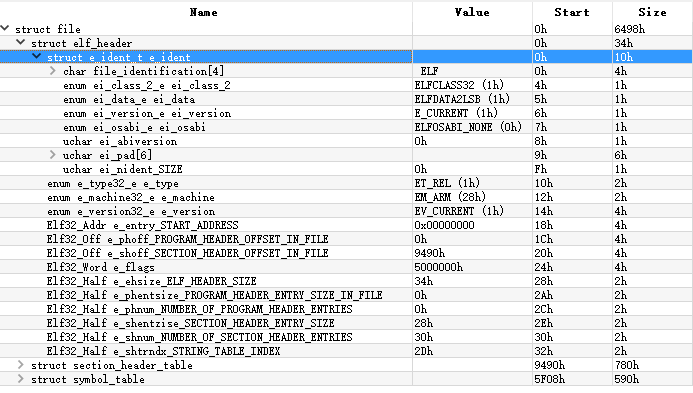 Name Value Start Size
struct file 0h 6498h
struct elf_header 0h 34h
struct e_ident_t e_ident 0h 10h
char file_identification[4] ELF 0h 4h
enum ei_class_2_e ei_class_2 ELFCLASS32 (1h) 4h 1h
enum ei_data_e ei_data ELFDATA2LSB (1h) 5h 1h
enum ei_version_e ei_version E_CURRENT (1h) 6h 1h
enum ei_osabi_e ei_osabi ELFOSABI_NONE (0h) 7h 1h
uchar ei_abiversion 0h 8h 1h
uchar ei_pad[6] 9h 6h
uchar ei_nident_SIZE 0h Fh 1h
enum e_type32_e e_type ET_REL (1h) 10h 2h
enum e_machine32_e e_machine EM_ARM (28h) 12h 2h
enum e_version32_e e_version EV_CURRENT (1h) 14h 4h
Elf32_Addr e_entry_START_ADDRESS 0x00000000 18h 4h
Elf32_Off e_phoff_PROGRAM_HEADER_OFFSET_IN_FILE 0h 1Ch 4h
Elf32_Off e_shoff_SECTION_HEADER_OFFSET_IN_FILE 9490h 20h 4h
Elf32_Word e_flags 5000000h 24h 4h
Elf32_Half e_ehsize_ELF_HEADER_SIZE 34h 28h 2h
Elf32_Half e_phentsize_PROGRAM_HEADER_ENTRY_SIZE_IN_FILE 0h 2Ah 2h
Elf32_Half e_phnum_NUMBER_OF_PROGRAM_HEADER_ENTRIES 0h 2Ch 2h
Elf32_Half e_shentzise_SECTION_HEADER_ENTRY_SIZE 28h 2Eh 2h
Elf32_Half e_shnum_NUMBER_OF_SECTION_HEADER_ENTRIES 30h 30h 2h
Elf32_Half e_shtrndx_STRING_TABLE_INDEX 2Dh 32h 2h
struct section_header_table 9490h 780h
struct symbol_table 5F08h 590h